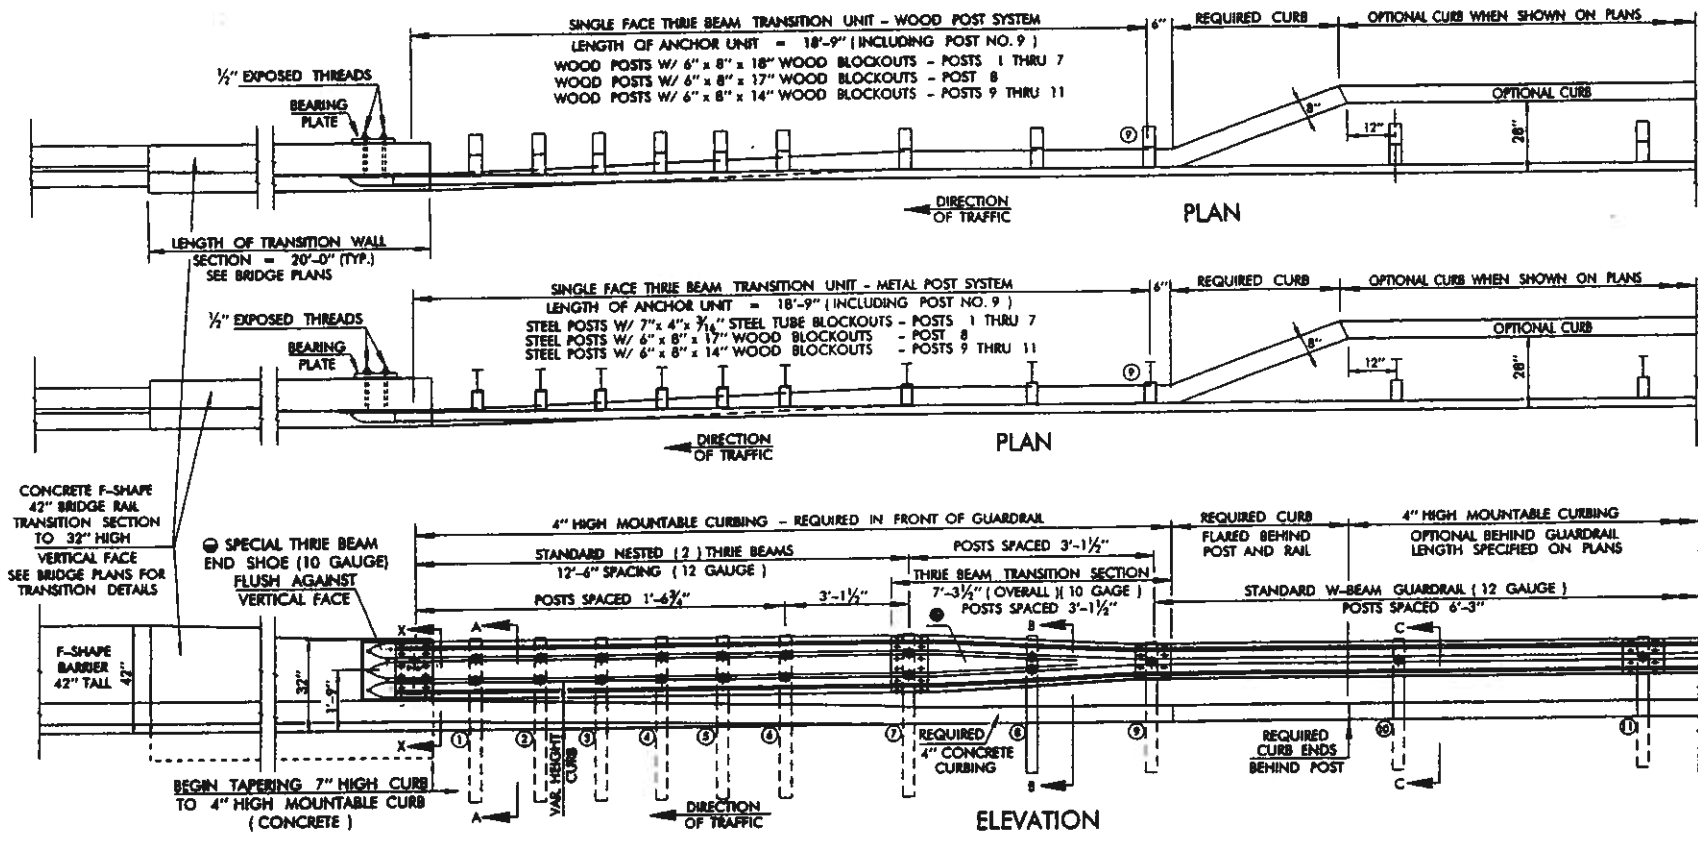 SINGLE FACE THRIE BEAM TRANSITION UNIT - WOOD POST SYSTEM
6"
REQUIRED CURB
OPTIONAL CURB WHEN SHOWN ON PLANS
LENGTH OF ANCHOR UNIT = 18'-9" (INCLUDING POST NO. 9)
WOOD POSTS W/ 6" x 8" x 18" WOOD BLOCKOUTS - POSTS 1 THRU 7
WOOD POSTS W/ 6" x 8" x 17" WOOD BLOCKOUTS - POST 8
WOOD POSTS W/ 6" x 8" x 14" WOOD BLOCKOUTS - POSTS 9 THRU 11
½" EXPOSED THREADS
BEARING
PLATE
OPTIONAL CURB
8"
9
12"
28"
DIRECTION
OF TRAFFIC
PLAN
LENGTH OF TRANSITION WALL
SECTION = 20'-0" (TYP.)
SEE BRIDGE PLANS
SINGLE FACE THRIE BEAM TRANSITION UNIT - METAL POST SYSTEM
6"
REQUIRED CURB
OPTIONAL CURB WHEN SHOWN ON PLANS
LENGTH OF ANCHOR UNIT = 18'-9" (INCLUDING POST NO. 9)
STEEL POSTS W/ 7" x 4" x 3/16" STEEL TUBE BLOCKOUTS - POSTS 1 THRU 7
STEEL POSTS W/ 6" x 8" x 17" WOOD BLOCKOUTS - POST 8
STEEL POSTS W/ 6" x 8" x 14" WOOD BLOCKOUTS - POSTS 9 THRU 11
½" EXPOSED THREADS
BEARING
PLATE
OPTIONAL CURB
8"
9
12"
28"
DIRECTION
OF TRAFFIC
PLAN
CONCRETE F-SHAPE
42" BRIDGE RAIL
TRANSITION SECTION
TO 32" HIGH
VERTICAL FACE
SEE BRIDGE PLANS FOR
TRANSITION DETAILS
SPECIAL THRIE BEAM
END SHOE (10 GAUGE)
FLUSH AGAINST
VERTICAL FACE
4" HIGH MOUNTABLE CURBING - REQUIRED IN FRONT OF GUARDRAIL
REQUIRED CURB
FLARED BEHIND
POST AND RAIL
4" HIGH MOUNTABLE CURBING
OPTIONAL BEHIND GUARDRAIL
LENGTH SPECIFIED ON PLANS
STANDARD NESTED (2) THRIE BEAMS
12'-6" SPACING (12 GAUGE)
POSTS SPACED 3'-1½"
THRIE BEAM TRANSITION SECTION
7'-3½" (OVERALL)(10 GAGE)
POSTS SPACED 3'-1½"
POSTS SPACED 1'-6¾"
3'-1½"
STANDARD W-BEAM GUARDRAIL (12 GAUGE)
POSTS SPACED 6'-3"
X
A
B
C
F-SHAPE
BARRIER
42" TALL
42"
32"
1'-9"
1
2
3
4
5
6
7
8
9
10
11
VAR. HEIGHT
CURB
REQUIRED
4" CONCRETE
CURBING
REQUIRED
CURB ENDS
BEHIND POST
X
BEGIN TAPERING 7" HIGH CURB
TO 4" HIGH MOUNTABLE CURB
(CONCRETE)
A
B
C
DIRECTION
OF TRAFFIC
ELEVATION